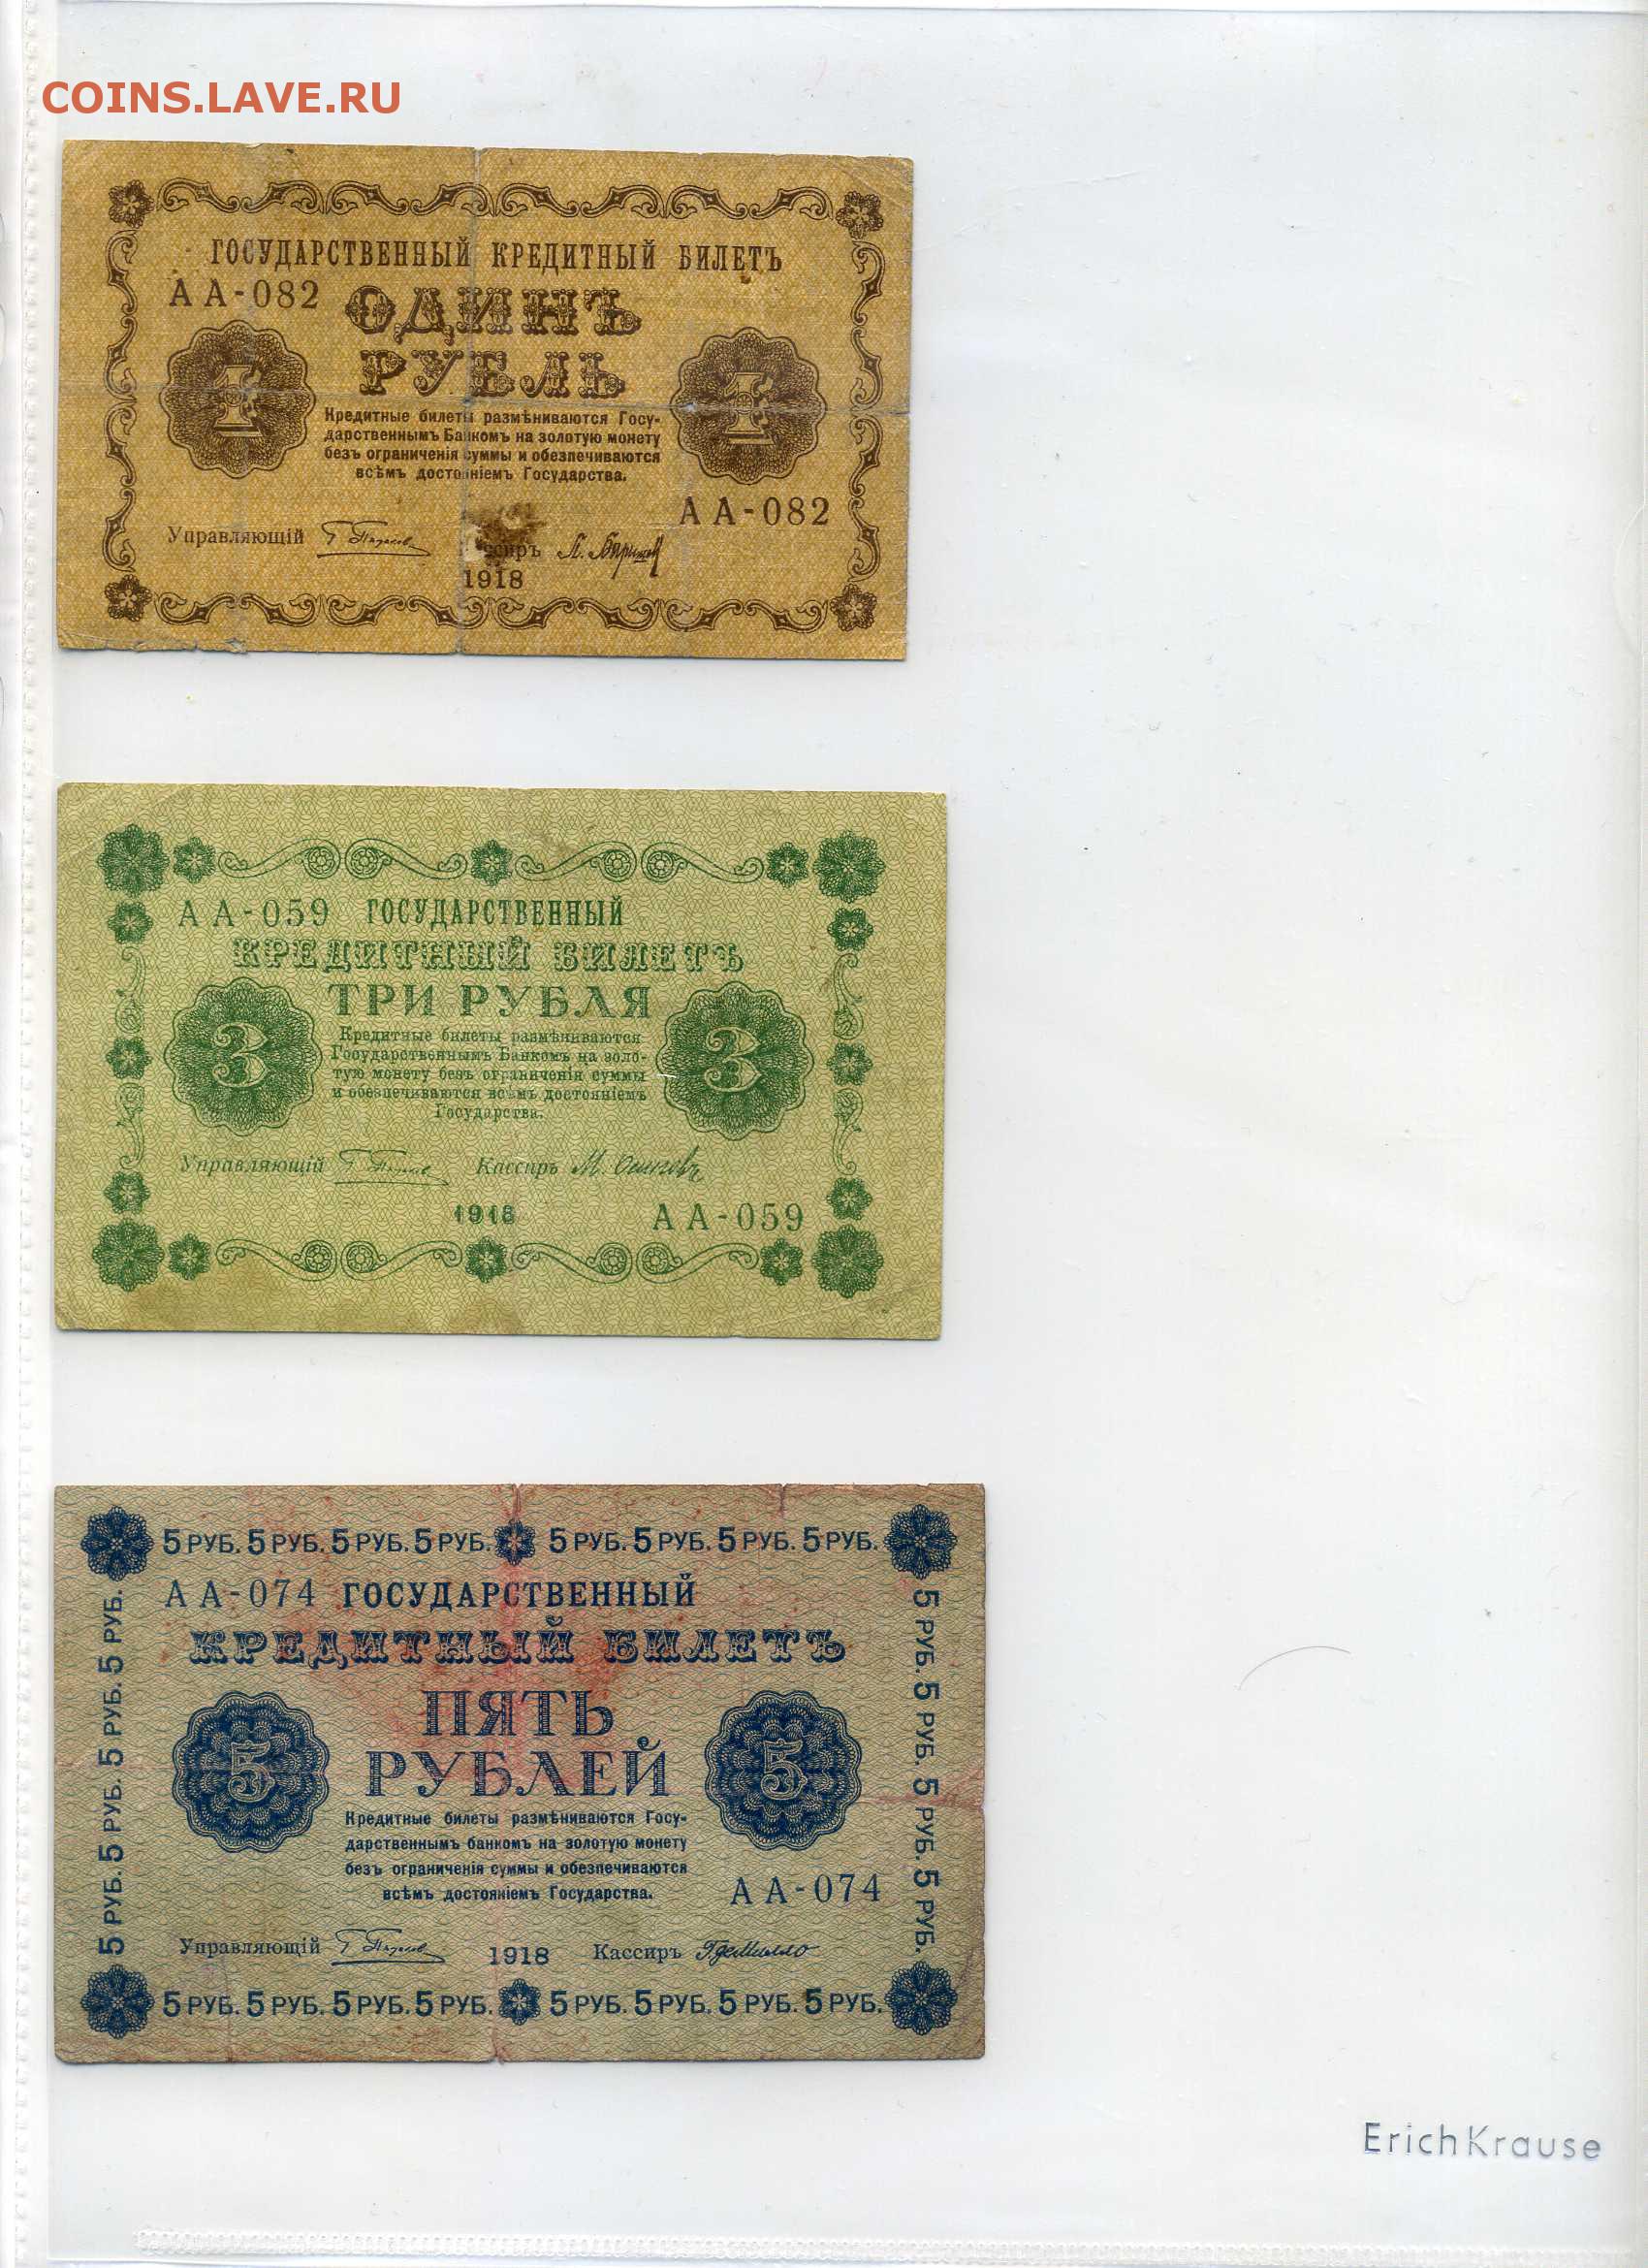 COINS.LAVE.RU
ГОСУДАРСТВЕННЫЙ КРЕДИТНЫЙ БИЛЕТЪ
АА-082
ОДИНЪ
РУБЛЬ
1
1
Кредитные билеты размѣниваются Госу-
дарственнымъ Банкомъ на золотую монету
безъ ограниченія суммы и обезпечиваются
всѣмъ достояніемъ Государства.
АА-082
Управляющій
1918
АА-059 ГОСУДАРСТВЕННЫЙ
КРЕДИТНЫЙ БИЛЕТЪ
ТРИ РУБЛЯ
3
3
Кредитные билеты размѣниваются
Государственнымъ Банкомъ на золо-
тую монету безъ ограниченія суммы
и обезпечиваются всѣмъ достояніемъ
Государства.
Управляющій Кассиръ
1918 АА-059
5 РУБ. 5 РУБ. 5 РУБ. 5 РУБ. 5 РУБ. 5 РУБ. 5 РУБ. 5 РУБ.
5 РУБ. 5 РУБ. 5 РУБ. 5 РУБ.
АА-074 ГОСУДАРСТВЕННЫЙ
КРЕДИТНЫЙ БИЛЕТЪ
ПЯТЬ
РУБЛЕЙ
5
5
Кредитные билеты размѣниваются Госу-
дарственнымъ банкомъ на золотую монету
безъ ограниченія суммы и обезпечиваются
всѣмъ достояніемъ Государства.
АА-074
Управляющій 1918 Кассиръ
5 РУБ. 5 РУБ. 5 РУБ. 5 РУБ.
5 РУБ. 5 РУБ. 5 РУБ. 5 РУБ. 5 РУБ. 5 РУБ. 5 РУБ. 5 РУБ.
ErichKrause